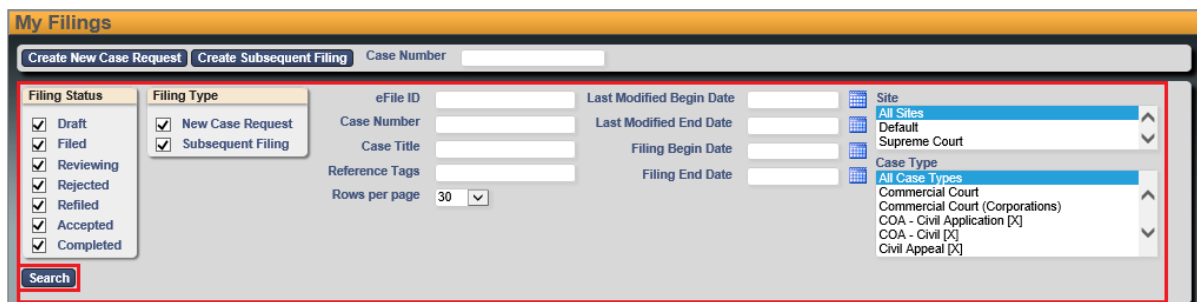 My Filings
Create New Case Request Create Subsequent Filing Case Number
Filing Status
Draft
Filed
Reviewing
Rejected
Refiled
Accepted
Completed
Filing Type
New Case Request
Subsequent Filing
eFile ID
Case Number
Case Title
Reference Tags
Rows per page 30
Last Modified Begin Date
Last Modified End Date
Filing Begin Date
Filing End Date
Site
All Sites
Default
Supreme Court
Case Type
All Case Types
Commercial Court
Commercial Court (Corporations)
COA - Civil Application [X]
COA - Civil [X]
Civil Appeal [X]
Search